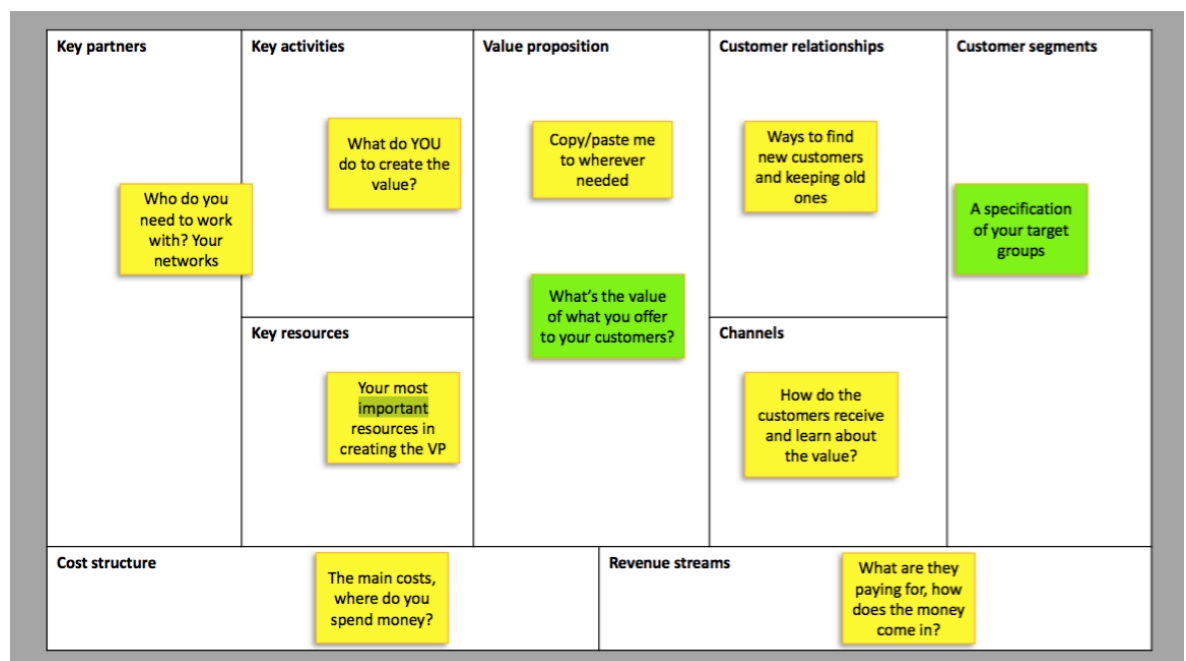 Key partners
Who do you
need to work
with? Your
networks
Key activities
What do YOU
do to create the
value?
Key resources
Your most
important
resources in
creating the VP
Value proposition
Copy/paste me
to wherever
needed
What’s the value
of what you offer
to your customers?
Customer relationships
Ways to find
new customers
and keeping old
ones
Channels
How do the
customers receive
and learn about
the value?
Customer segments
A specification
of your target
groups
Cost structure
The main costs,
where do you
spend money?
Revenue streams
What are they
paying for, how
does the money
come in?